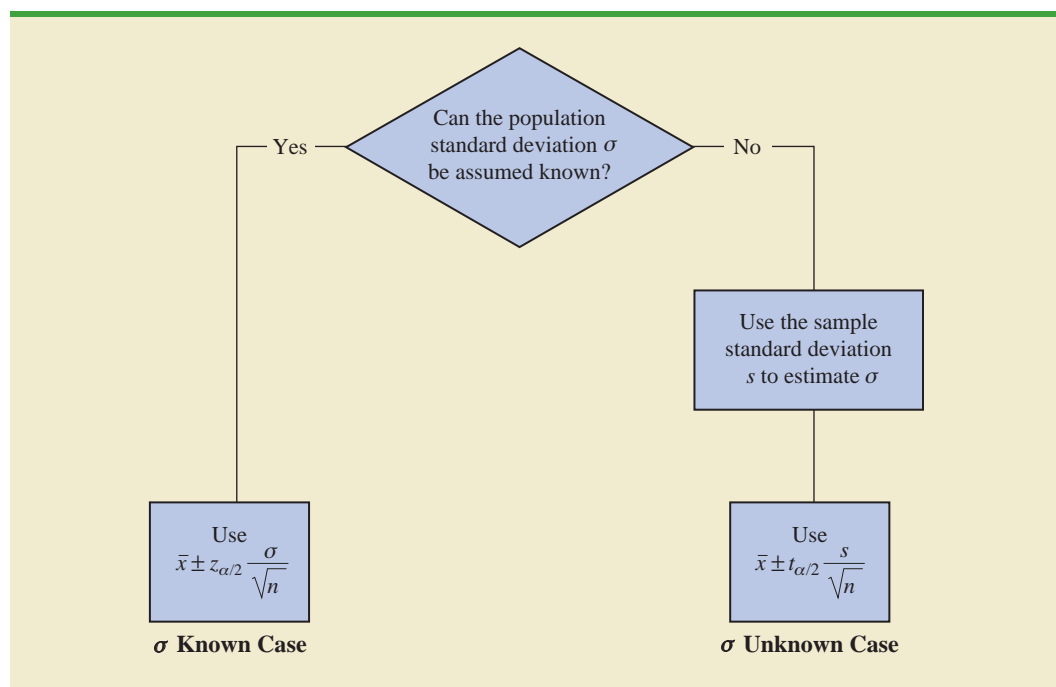 Can the population
standard deviation σ
be assumed known?
Yes
No
Use the sample
standard deviation
s to estimate σ
Use
x̄ ± z_{α/2} σ/√n
σ Known Case
Use
x̄ ± t_{α/2} s/√n
σ Unknown Case